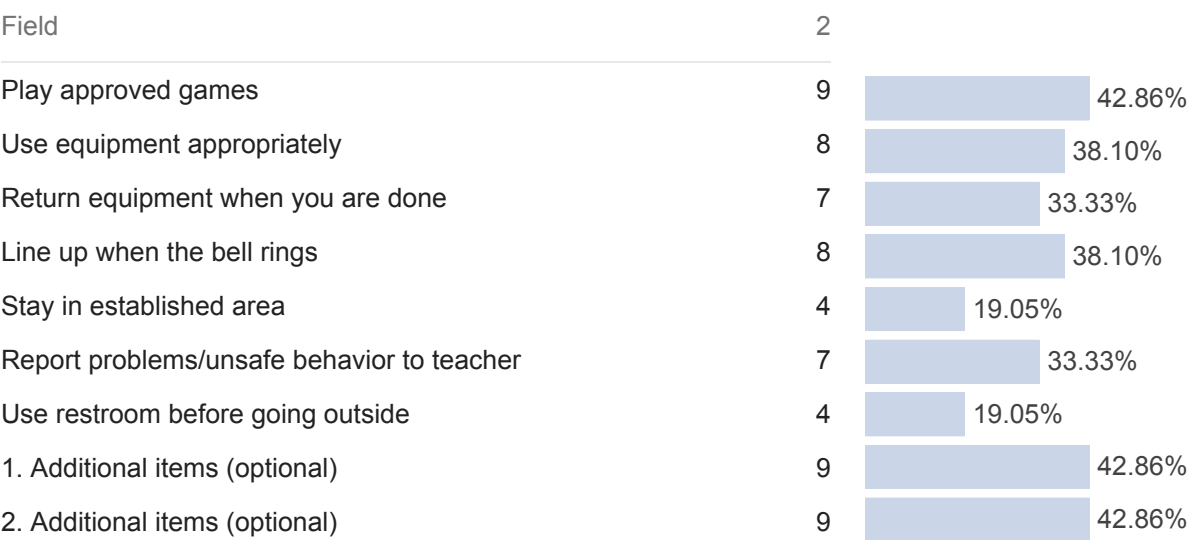 Field 2
Play approved games 9 42.86%
Use equipment appropriately 8 38.10%
Return equipment when you are done 7 33.33%
Line up when the bell rings 8 38.10%
Stay in established area 4 19.05%
Report problems/unsafe behavior to teacher 7 33.33%
Use restroom before going outside 4 19.05%
1. Additional items (optional) 9 42.86%
2. Additional items (optional) 9 42.86%